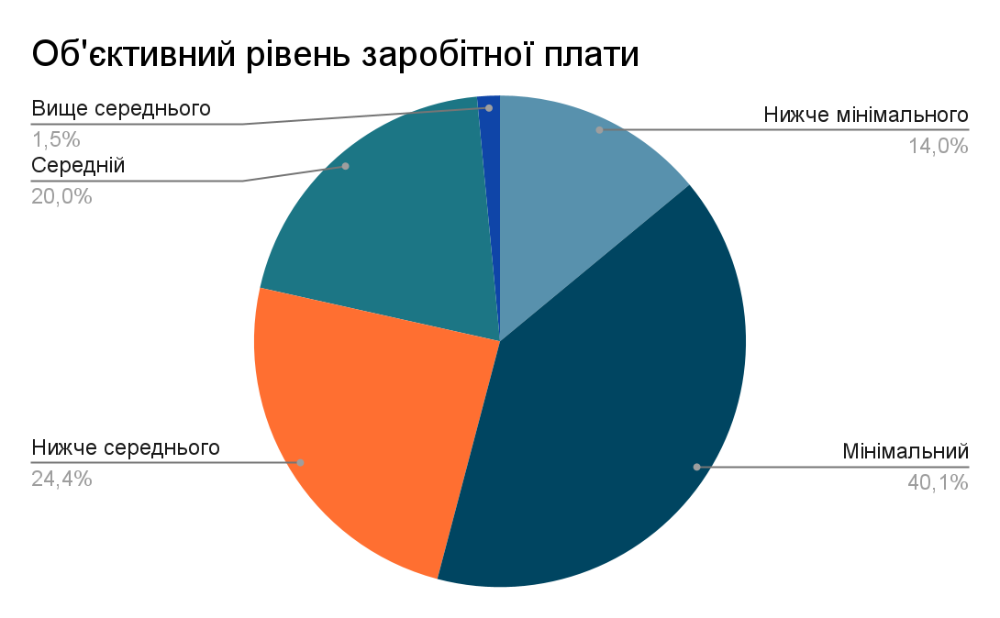 Об'єктивний рівень заробітної плати
Вище середнього
1,5%
Середній
20,0%
Нижче середнього
24,4%
Нижче мінімального
14,0%
Мінімальний
40,1%